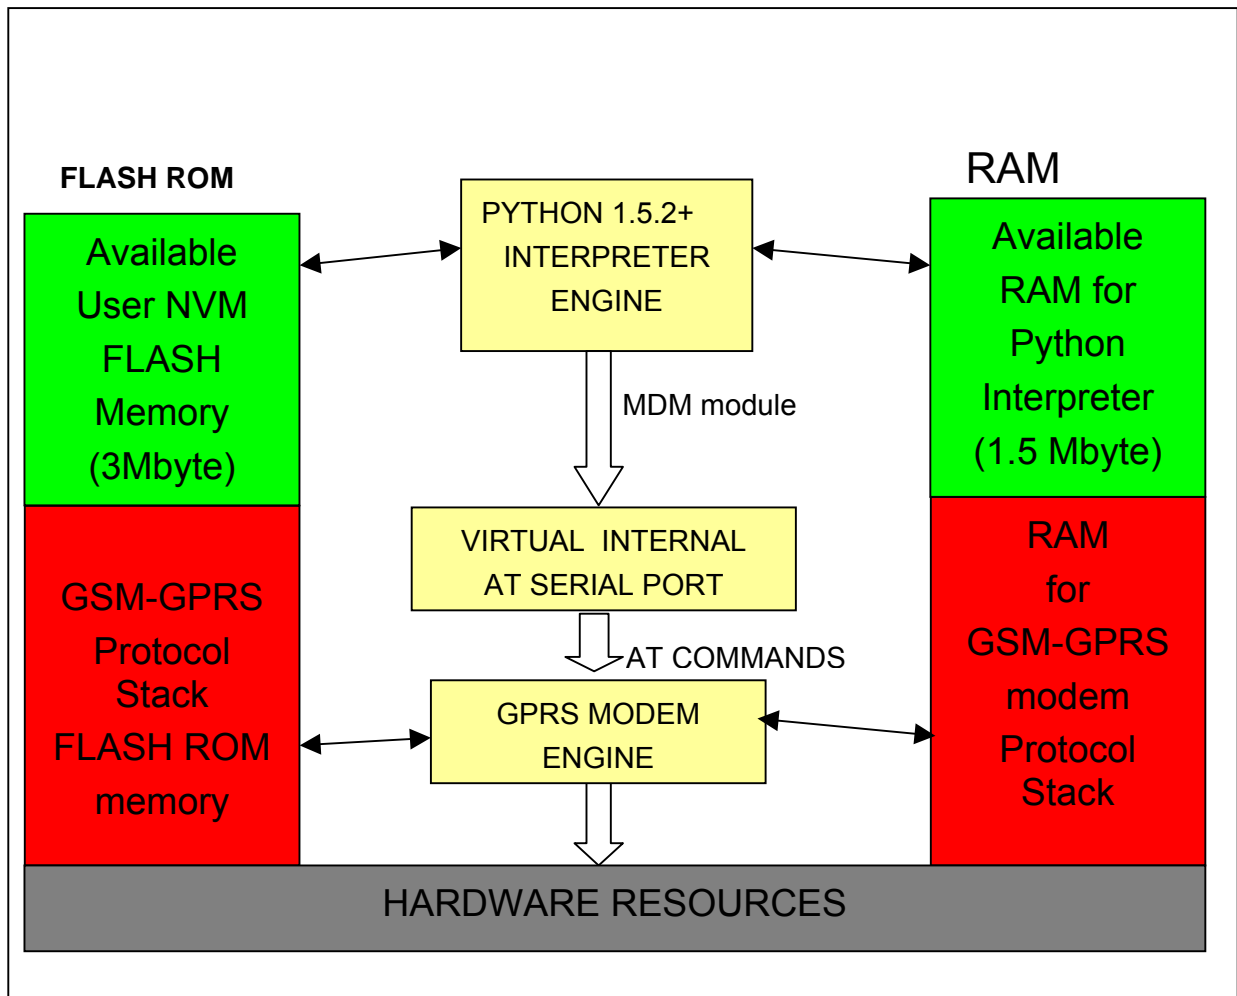 FLASH ROM
Available
User NVM
FLASH
Memory
(3Mbyte)
GSM-GPRS
Protocol
Stack
FLASH ROM
memory
PYTHON 1.5.2+
INTERPRETER
ENGINE
MDM module
VIRTUAL INTERNAL
AT SERIAL PORT
AT COMMANDS
GPRS MODEM
ENGINE
RAM
Available
RAM for
Python
Interpreter
(1.5 Mbyte)
RAM
for
GSM-GPRS
modem
Protocol
Stack
HARDWARE RESOURCES